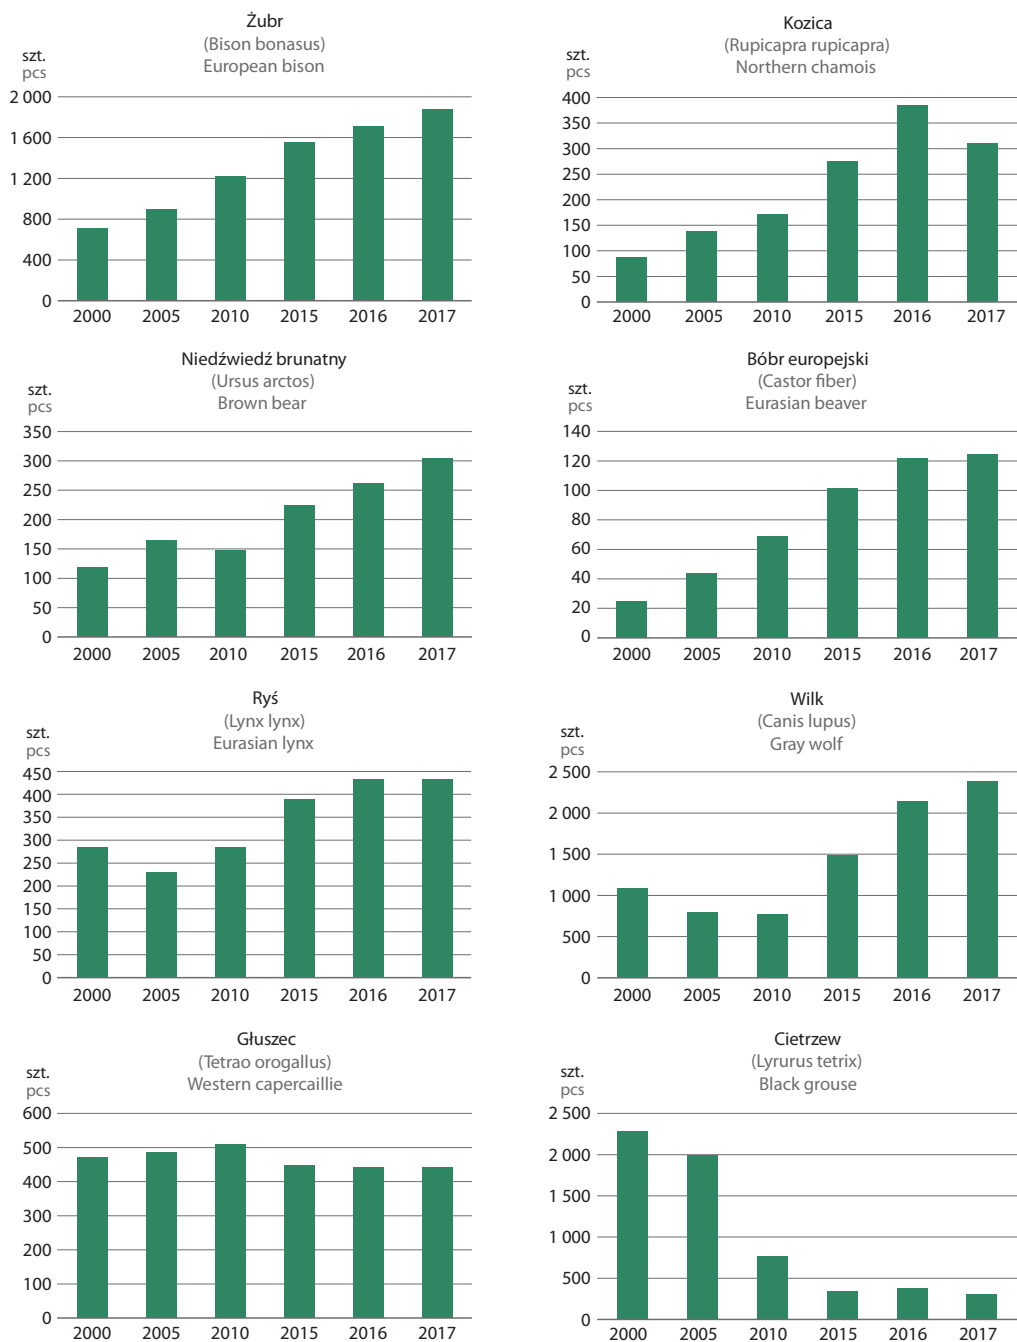 Żubr
(Bison bonasus)
European bison
szt.
pcs
2 000
1 600
1 200
800
400
0
2000 2005 2010 2015 2016 2017
Kozica
(Rupicapra rupicapra)
Northern chamois
szt.
pcs
400
350
300
250
200
150
100
50
0
2000 2005 2010 2015 2016 2017
Niedźwiedź brunatny
(Ursus arctos)
Brown bear
szt.
pcs
350
300
250
200
150
100
50
0
2000 2005 2010 2015 2016 2017
Bóbr europejski
(Castor fiber)
Eurasian beaver
szt.
pcs
140
120
100
80
60
40
20
0
2000 2005 2010 2015 2016 2017
Ryś
(Lynx lynx)
Eurasian lynx
szt.
pcs
450
400
300
250
200
150
100
50
0
2000 2005 2010 2015 2016 2017
Wilk
(Canis lupus)
Gray wolf
szt.
pcs
2 500
2 000
1 500
1 000
500
0
2000 2005 2010 2015 2016 2017
Głuszec
(Tetrao orogallus)
Western capercaillie
szt.
pcs
600
500
400
300
200
100
0
2000 2005 2010 2015 2016 2017
Cietrzew
(Lyrurus tetrix)
Black grouse
szt.
pcs
2 500
2 000
1 500
1 000
500
0
2000 2005 2010 2015 2016 2017